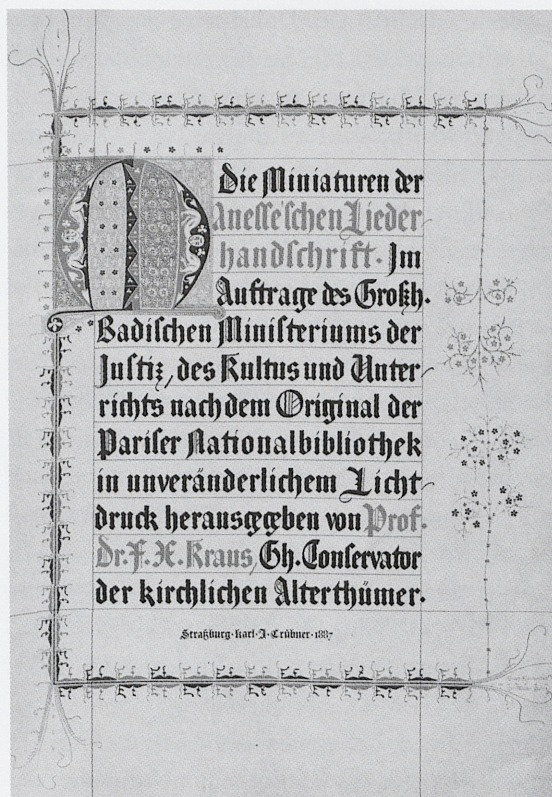 Die Miniaturen der
Manesse'schen Lieder-
handschrift. Im
Auftrage des Großh.
Badischen Ministeriums der
Justiz, des Kultus und Unter-
richts nach dem Original der
Pariser Nationalbibliothek
in unveränderlichem Licht-
druck herausgegeben von Prof.
Dr. F. X. Kraus, Gh. Conservator
der kirchlichen Alterthümer.
Straßburg·Karl·J·Trübner·1887